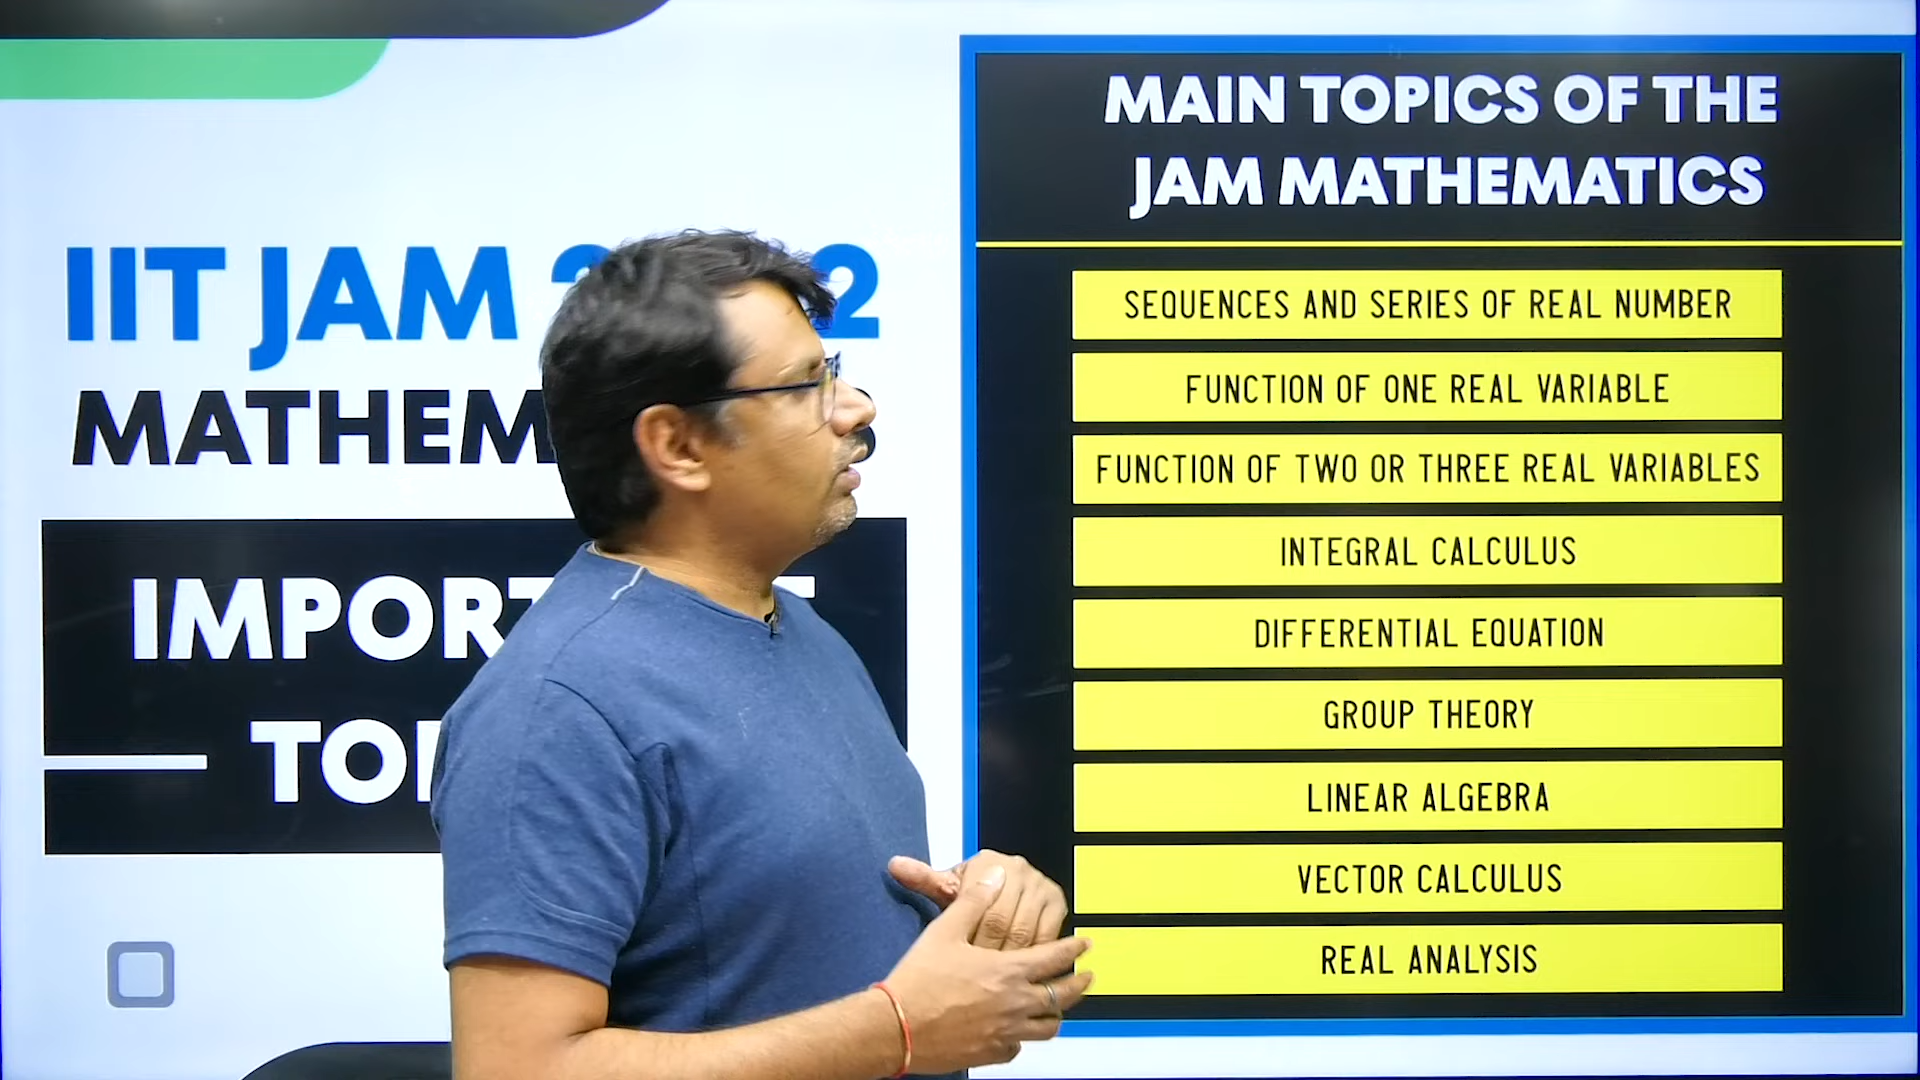 IIT JAM
MATHEM
IMPOR
TO
MAIN TOPICS OF THE
JAM MATHEMATICS
SEQUENCES AND SERIES OF REAL NUMBER
FUNCTION OF ONE REAL VARIABLE
FUNCTION OF TWO OR THREE REAL VARIABLES
INTEGRAL CALCULUS
DIFFERENTIAL EQUATION
GROUP THEORY
LINEAR ALGEBRA
VECTOR CALCULUS
REAL ANALYSIS